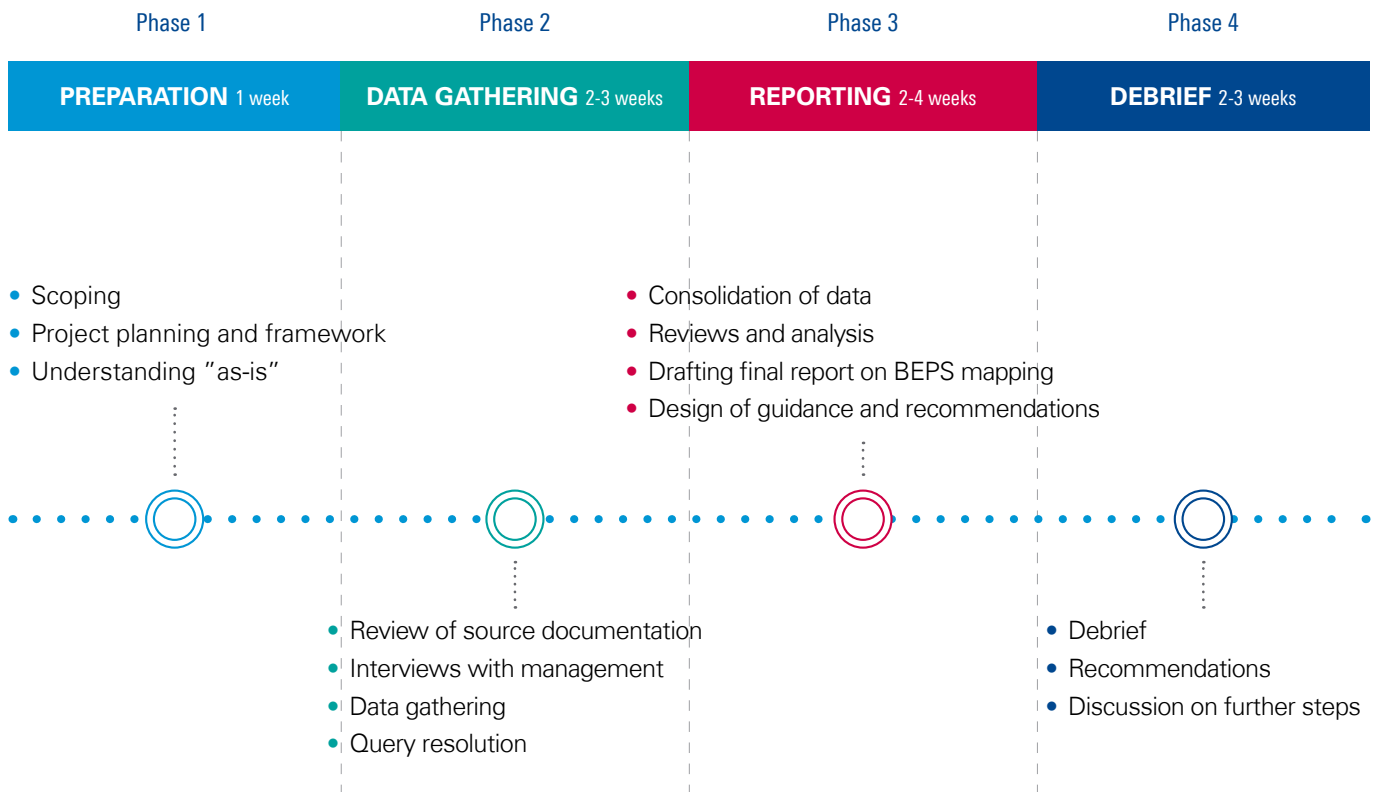 Phase 1
Phase 2
Phase 3
Phase 4
PREPARATION 1 week
DATA GATHERING 2-3 weeks
REPORTING 2-4 weeks
DEBRIEF 2-3 weeks
• Scoping
• Project planning and framework
• Understanding "as-is"
• Consolidation of data
• Reviews and analysis
• Drafting final report on BEPS mapping
• Design of guidance and recommendations
• Review of source documentation
• Interviews with management
• Data gathering
• Query resolution
• Debrief
• Recommendations
• Discussion on further steps